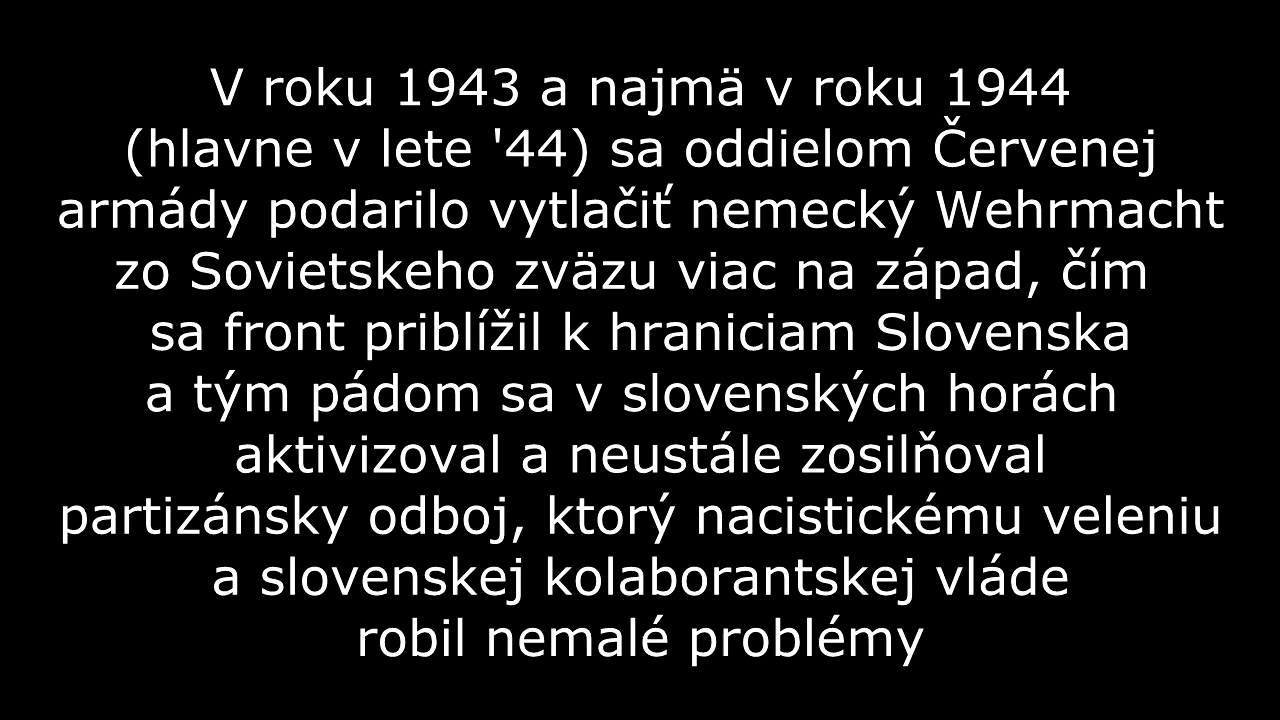 V roku 1943 a najmä v roku 1944
(hlavne v lete '44) sa oddielom Červenej
armády podarilo vytlačiť nemecký Wehrmacht
zo Sovietskeho zväzu viac na západ, čím
sa front priblížil k hraniciam Slovenska
a tým pádom sa v slovenských horách
aktivizoval a neustále zosilňoval
partizánsky odboj, ktorý nacistickému veleniu
a slovenskej kolaborantskej vláde
robil nemalé problémy